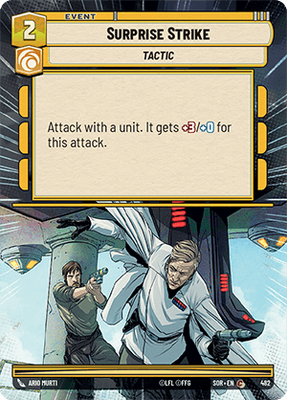 2
EVENT
SURPRISE STRIKE
TACTIC
Attack with a unit. It gets +3/+0 for
this attack.
ARIO MURTI
©LFL ©FFG
SOR • EN
C
482